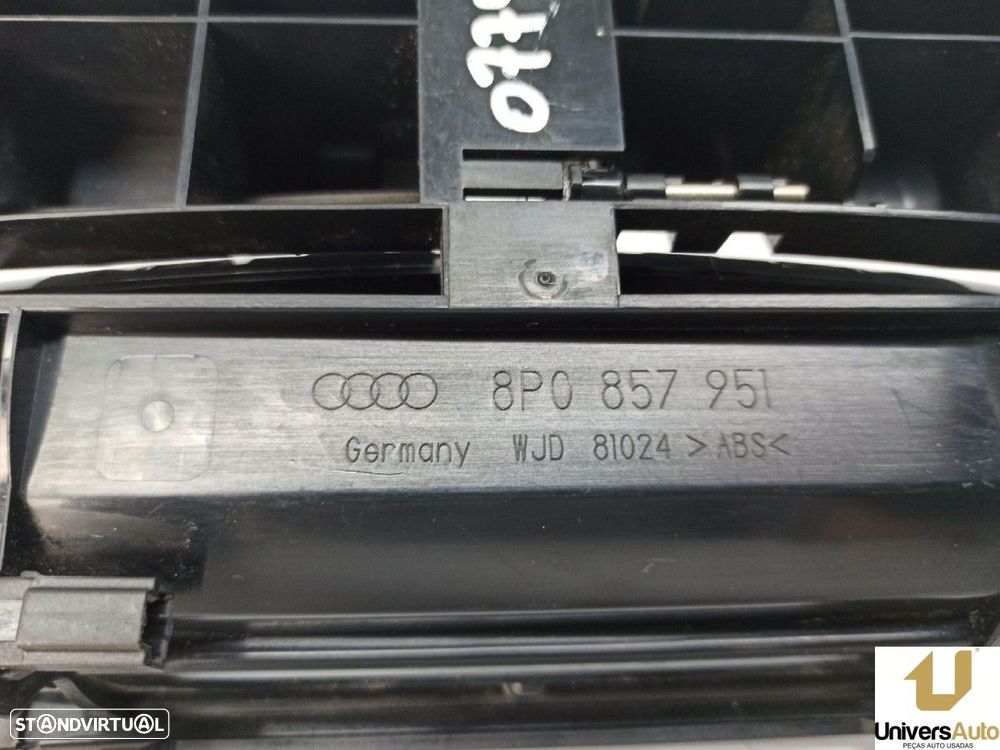 8P0 857 951
Germany WJD 81024 >ABS<
STANDVIRTUAL
UniversAuto
PEÇAS AUTO USADAS